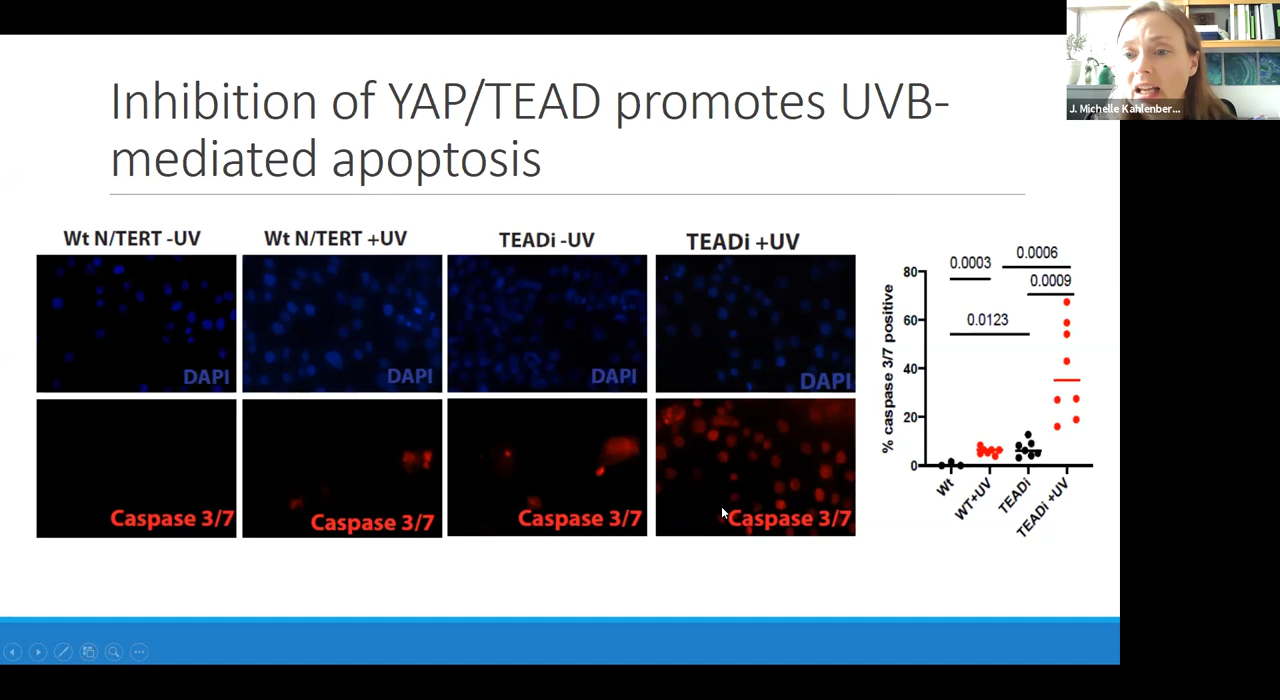 J. Michelle Kahlenber...
Inhibition of YAP/TEAD promotes UVB-
mediated apoptosis
Wt N/TERT -UV
Wt N/TERT +UV
TEADi -UV
TEADi +UV
DAPI
DAPI
DAPI
DAPI
Caspase 3/7
Caspase 3/7
Caspase 3/7
Caspase 3/7
% caspase 3/7 positive
80
60
40
20
0
0.0003
0.0006
0.0009
0.0123
Wt
WT+UV
TEADi
TEADi +UV